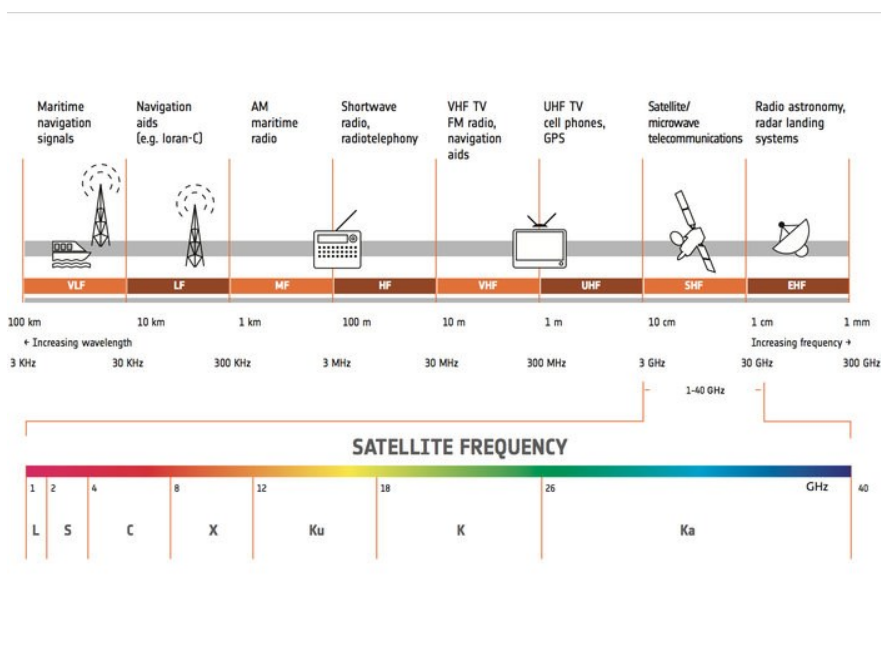 Maritime
navigation
signals
Navigation
aids
(e.g. loran-C)
AM
maritime
radio
Shortwave
radio,
radiotelephony
VHF TV
FM radio,
navigation
aids
UHF TV
cell phones,
GPS
Satellite/
microwave
telecommunications
Radio astronomy,
radar landing
systems
VLF LF MF HF VHF UHF SHF EHF
100 km 10 km 1 km 100 m 10 m 1 m 10 cm 1 cm 1 mm
← Increasing wavelength Increasing frequency →
3 KHz 30 KHz 300 KHz 3 MHz 30 MHz 300 MHz 3 GHz 30 GHz 300 GHz
1-40 GHz
SATELLITE FREQUENCY
1 2 4 8 12 18 26 GHz 40
L S C X Ku K Ka